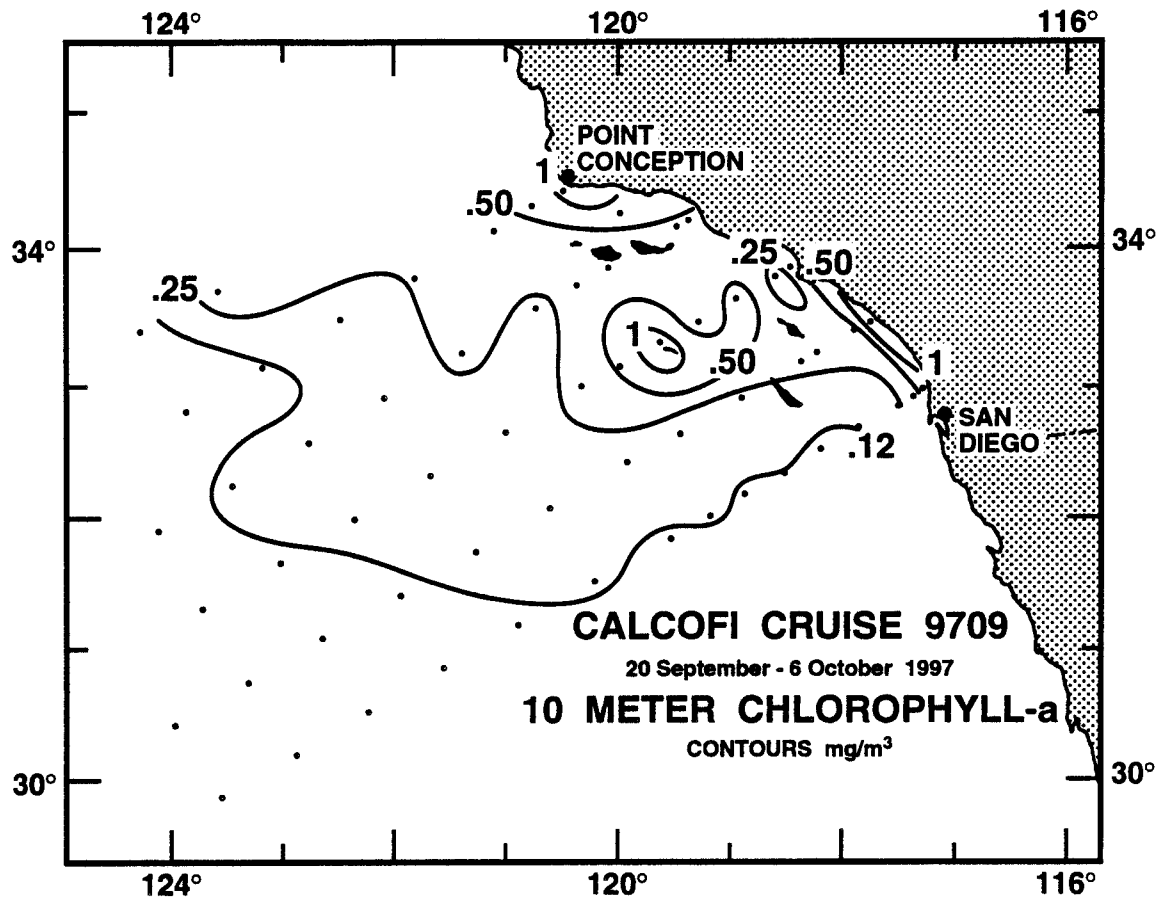 124°
120°
116°
POINT
CONCEPTION
1
.50
34°
.25
.50
34°
.25
1
.50
1
SAN
DIEGO
.12
CALCOFI CRUISE 9709
20 September - 6 October 1997
10 METER CHLOROPHYLL-a
CONTOURS mg/m³
30°
30°
124°
120°
116°